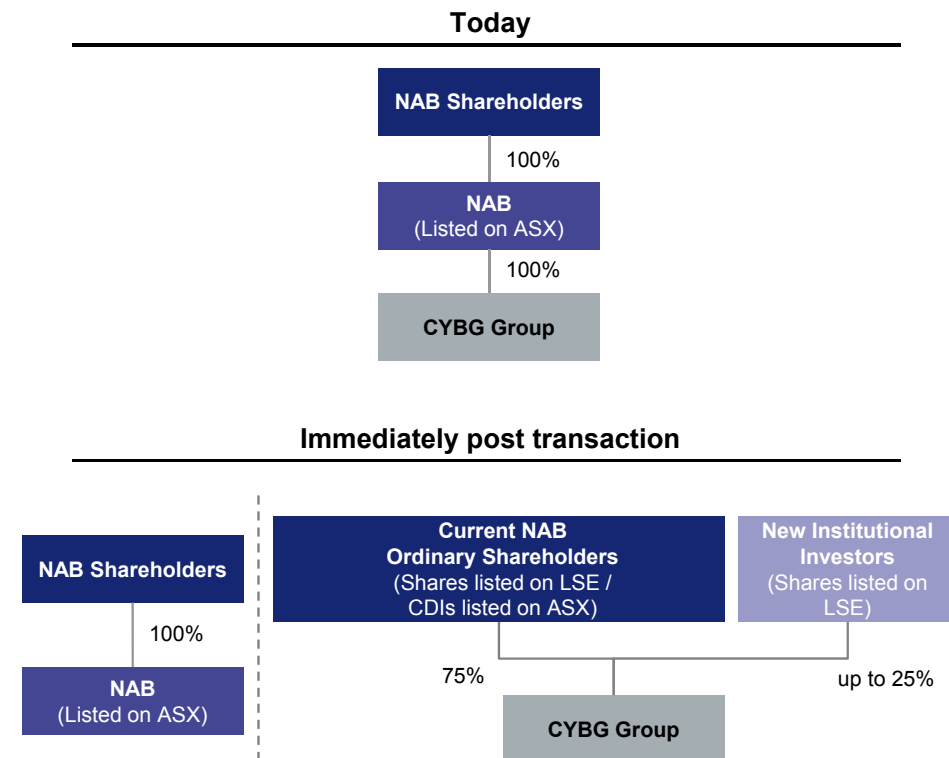 Today
NAB Shareholders
100%
NAB
(Listed on ASX)
100%
CYBG Group
Immediately post transaction
NAB Shareholders
100%
NAB
(Listed on ASX)
Current NAB
Ordinary Shareholders
(Shares listed on LSE /
CDIs listed on ASX)
New Institutional
Investors
(Shares listed on
LSE)
75%
up to 25%
CYBG Group